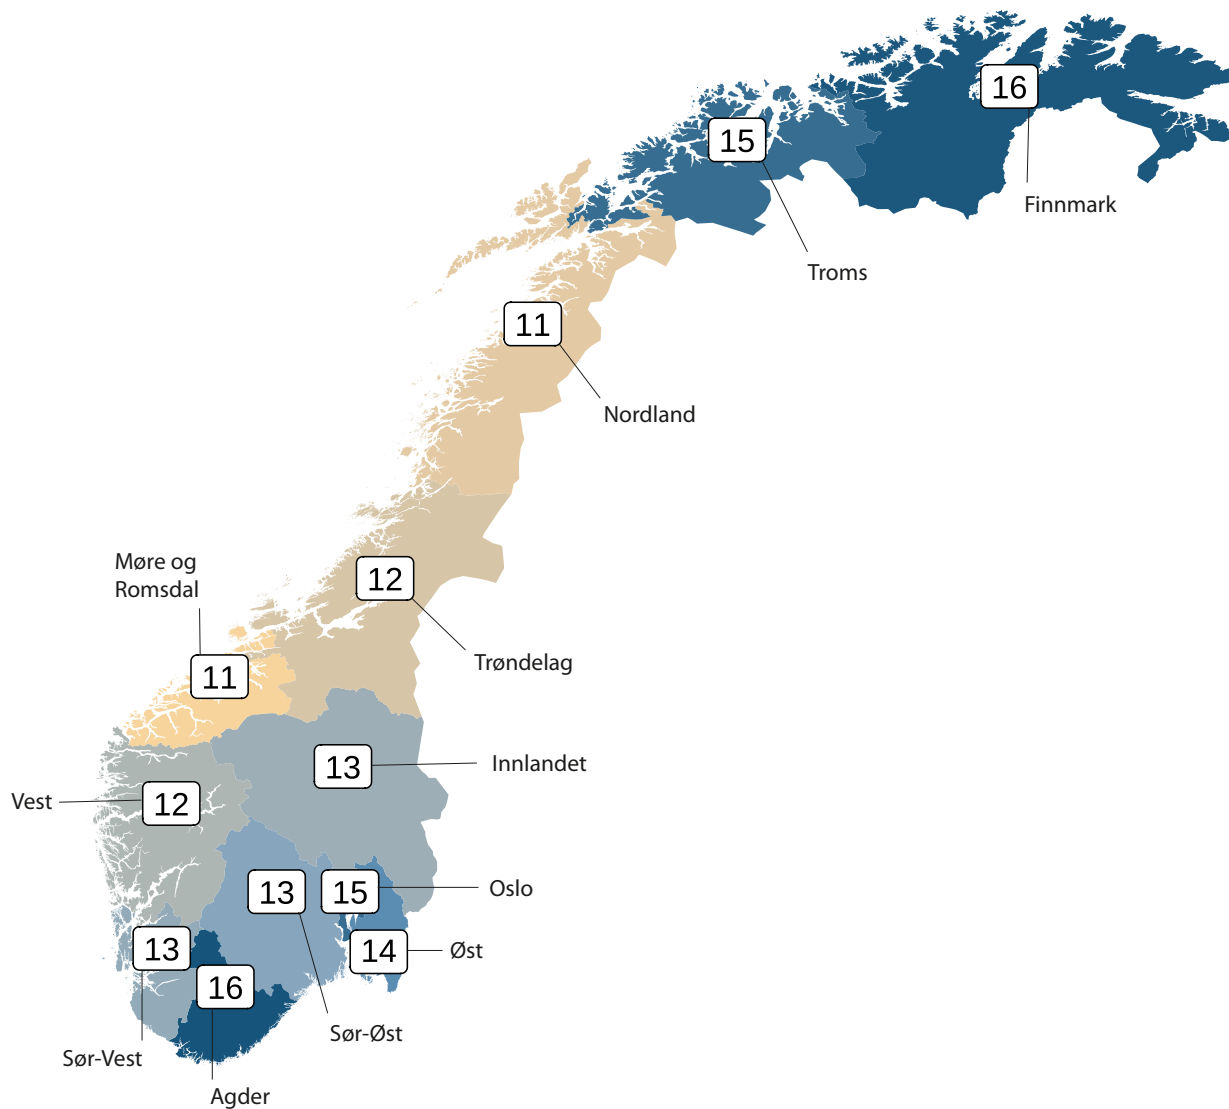 16
Finnmark
15
Troms
11
Nordland
Møre og
Romsdal
12
Trøndelag
11
13
Innlandet
Vest
12
13
15
Oslo
13
14
Øst
16
Sør-Øst
Sør-Vest
Agder